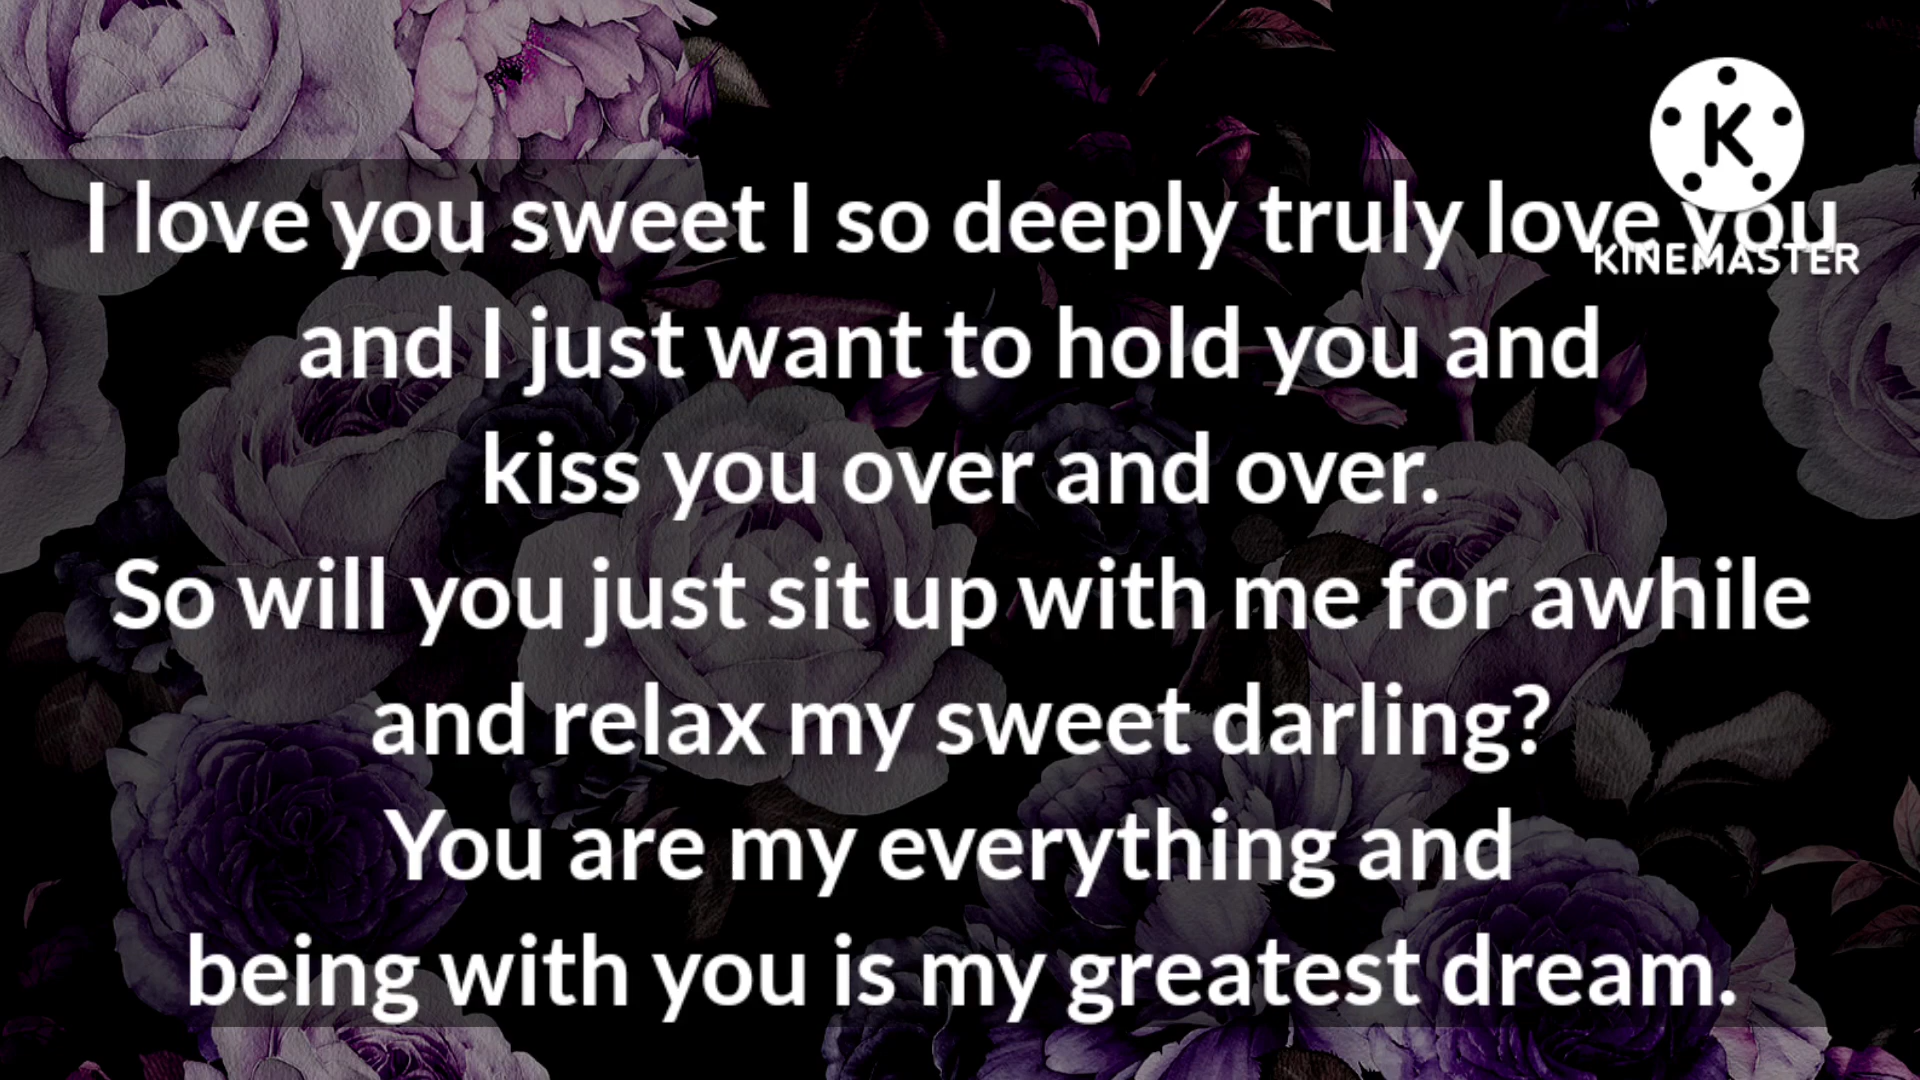 K
KINEMASTER
I love you sweet I so deeply truly love you
and I just want to hold you and
kiss you over and over.
So will you just sit up with me for awhile
and relax my sweet darling?
You are my everything and
being with you is my greatest dream.